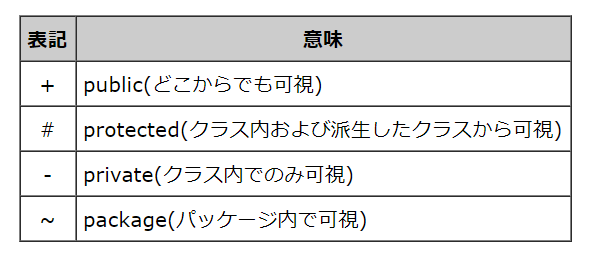 表記 意味
+ public(どこからでも可視)
# protected(クラス内および派生したクラスから可視)
- private(クラス内でのみ可視)
~ package(パッケージ内で可視)